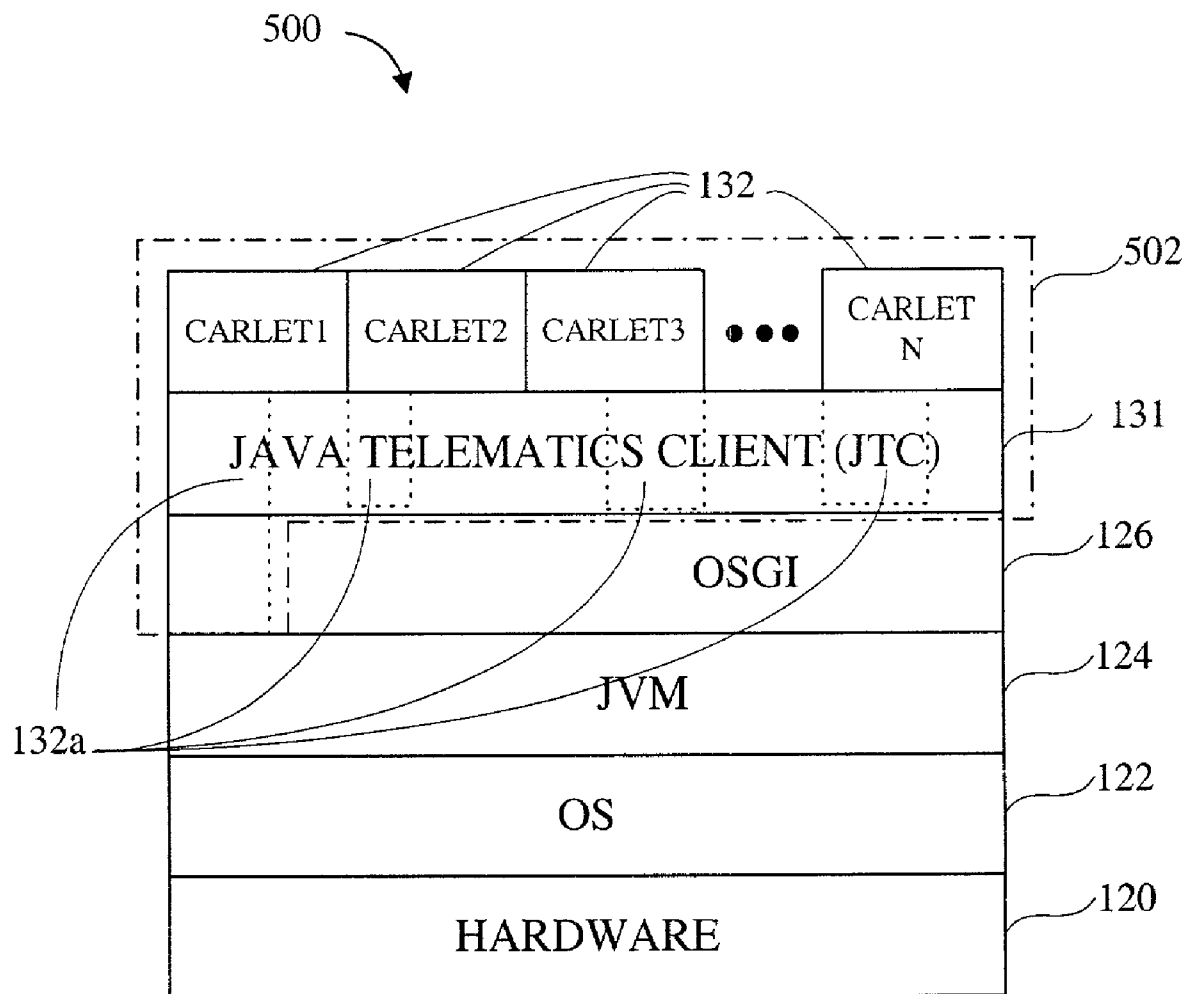 500
132
502
CARLET1
CARLET2
CARLET3
CARLET
N
131
JAVA TELEMATICS CLIENT (JTC)
126
OSGI
124
JVM
132a
122
OS
120
HARDWARE